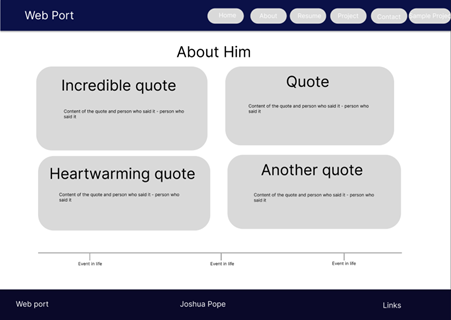 Web Port
Home
About
Resume
Project
Contact
Sample Project
About Him
Incredible quote
Content of the quote and person who said it - person who
said it
Quote
Content of the quote and person who said it - person who
said it
Heartwarming quote
Content of the quote and person who said it - person who
said it
Another quote
Content of the quote and person who said it - person who
said it
Event in life
Event in life
Event in life
Web port
Joshua Pope
Links